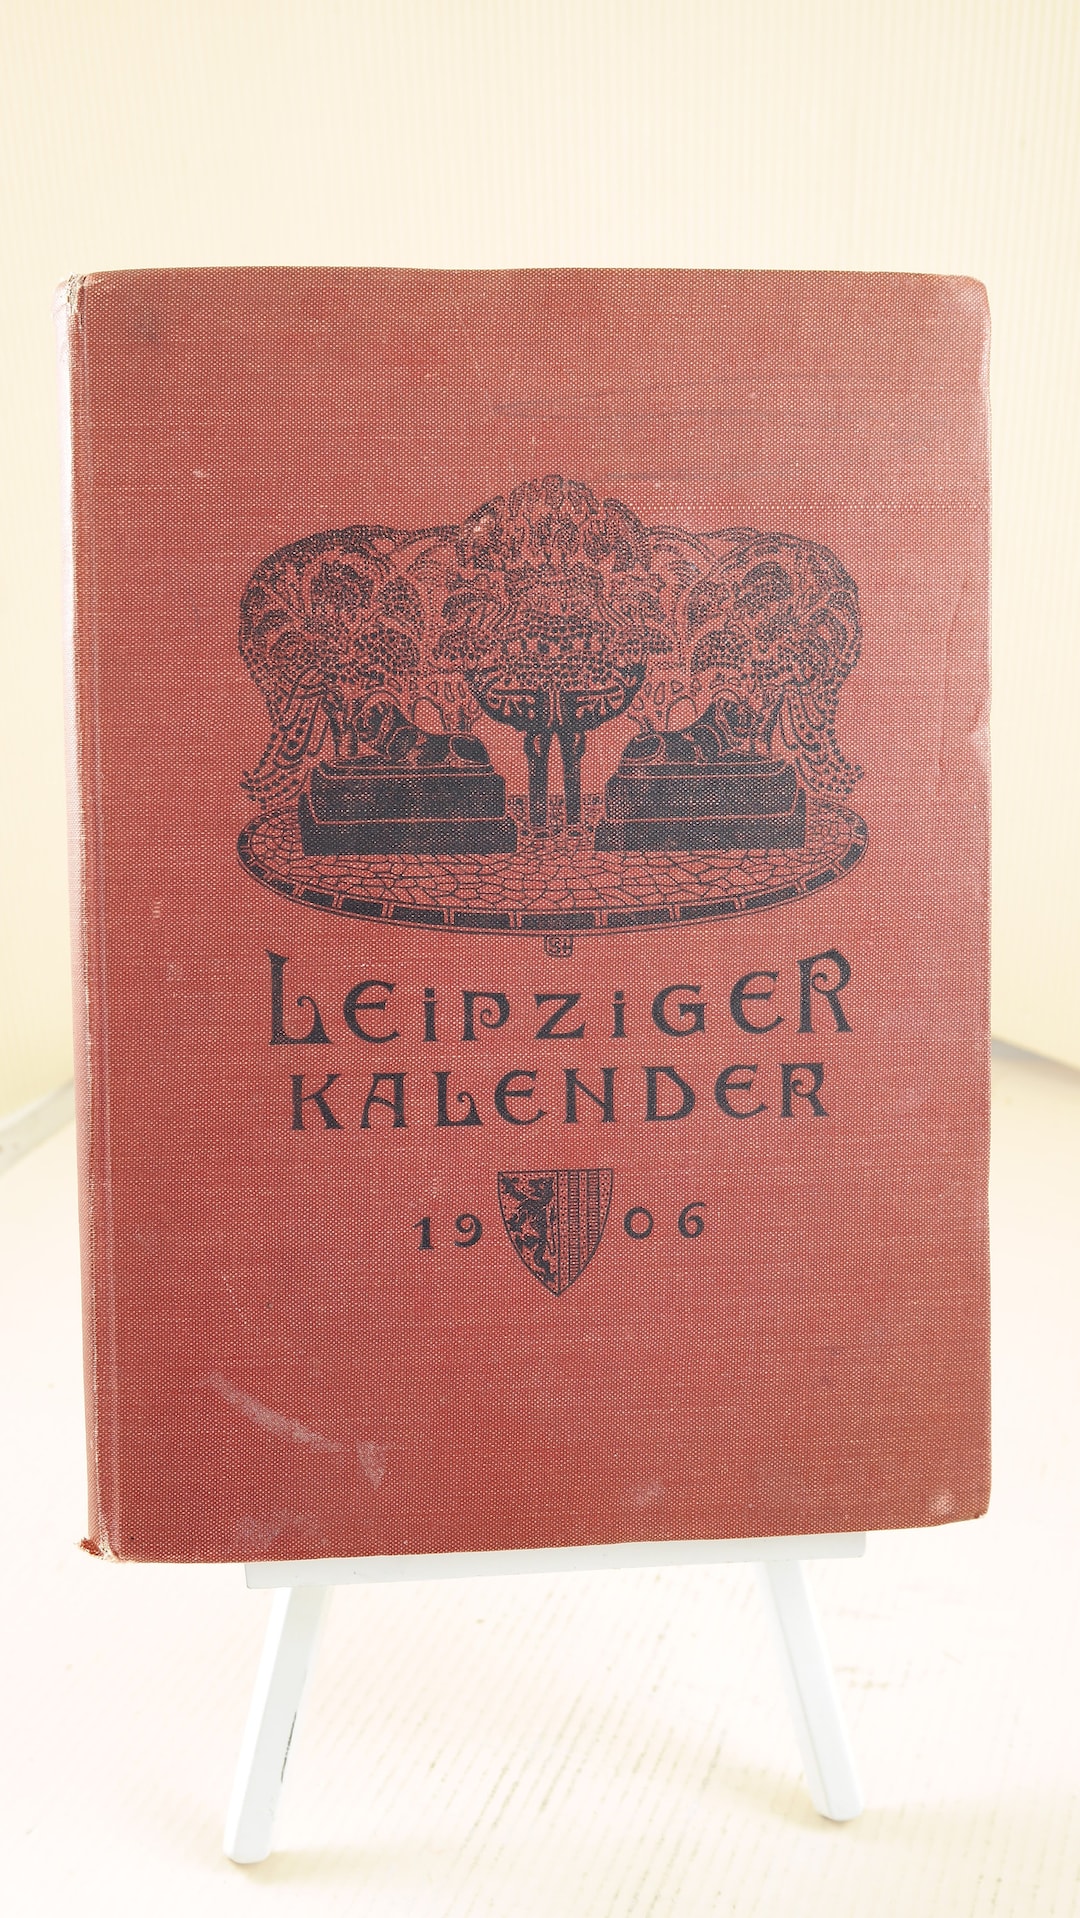 LEiPZiGER
KALENDER
19 06